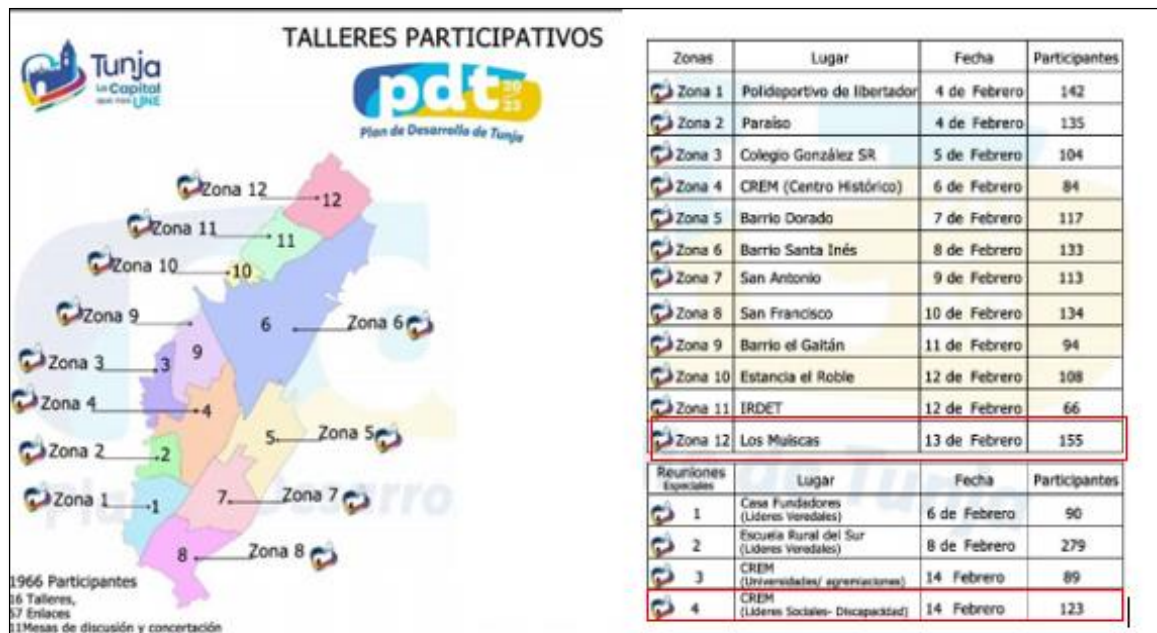 TALLERES PARTICIPATIVOS
Tunja
La Capital
que nos UNE
pdt 20 23
Plan de Desarrollo de Tunja
Zona 12
12
Zona 11
11
Zona 10
10
Zona 9
9
6
Zona 6
Zona 3
3
Zona 4
4
Zona 2
2
5
Zona 5
Zona 1
1
7
Zona 7
8
Zona 8
1966 Participantes
16 Talleres,
57 Enlaces
11Mesas de discusión y concertación
Zonas Lugar Fecha Participantes
Zona 1 Polideportivo de libertador 4 de Febrero 142
Zona 2 Paraíso 4 de Febrero 135
Zona 3 Colegio González SR 5 de Febrero 104
Zona 4 CREM (Centro Histórico) 6 de Febrero 84
Zona 5 Barrio Dorado 7 de Febrero 117
Zona 6 Barrio Santa Inés 8 de Febrero 133
Zona 7 San Antonio 9 de Febrero 113
Zona 8 San Francisco 10 de Febrero 134
Zona 9 Barrio el Gaitán 11 de Febrero 94
Zona 10 Estancia el Roble 12 de Febrero 108
Zona 11 IRDET 12 de Febrero 66
Zona 12 Los Muiscas 13 de Febrero 155
Reuniones Especiales Lugar Fecha Participantes
1 Casa Fundadores (Lideres Veredales) 6 de Febrero 90
2 Escuela Rural del Sur (Lideres Veredales) 8 de Febrero 279
3 CREM (Universidades/ agremiaciones) 14 Febrero 89
4 CREM (Lideres Sociales- Discapacidad) 14 Febrero 123